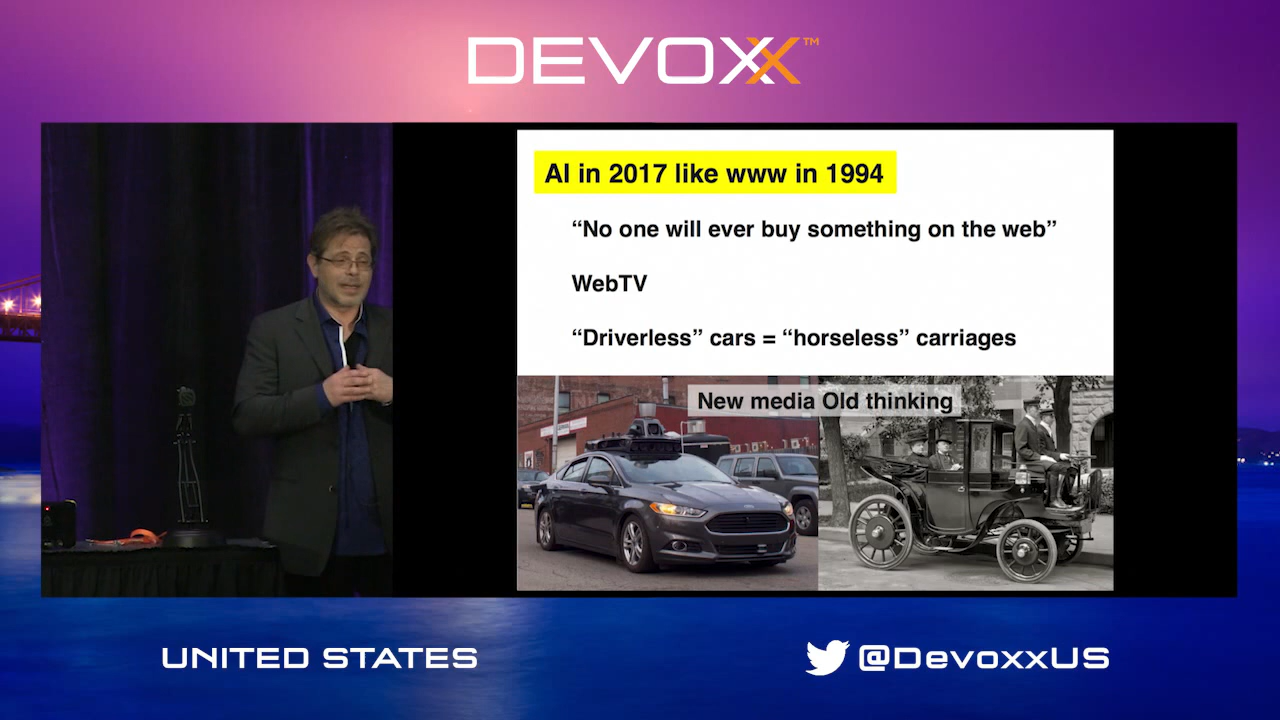 DEVOXX™
AI in 2017 like www in 1994
“No one will ever buy something on the web”
WebTV
“Driverless” cars = “horseless” carriages
New media Old thinking
UNITED STATES
@DevoxxUS